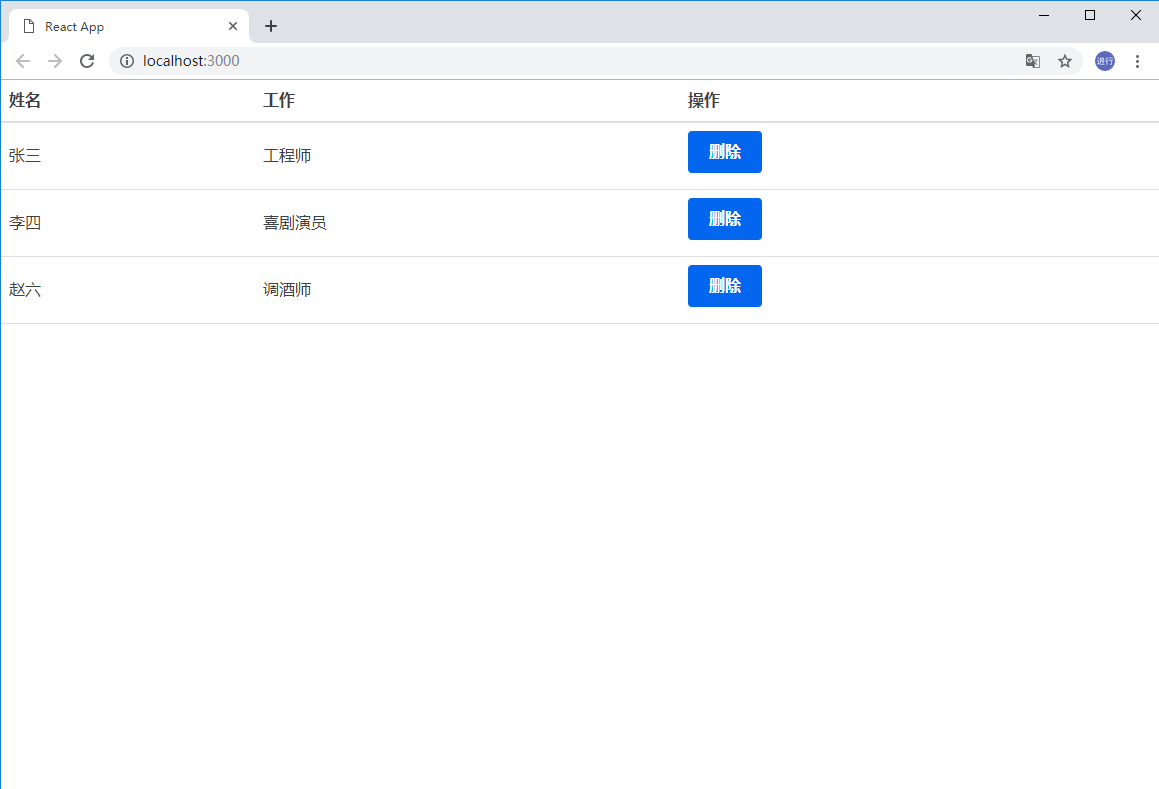 React App
localhost:3000
进行
姓名 工作 操作
张三 工程师 删除
李四 喜剧演员 删除
赵六 调酒师 删除